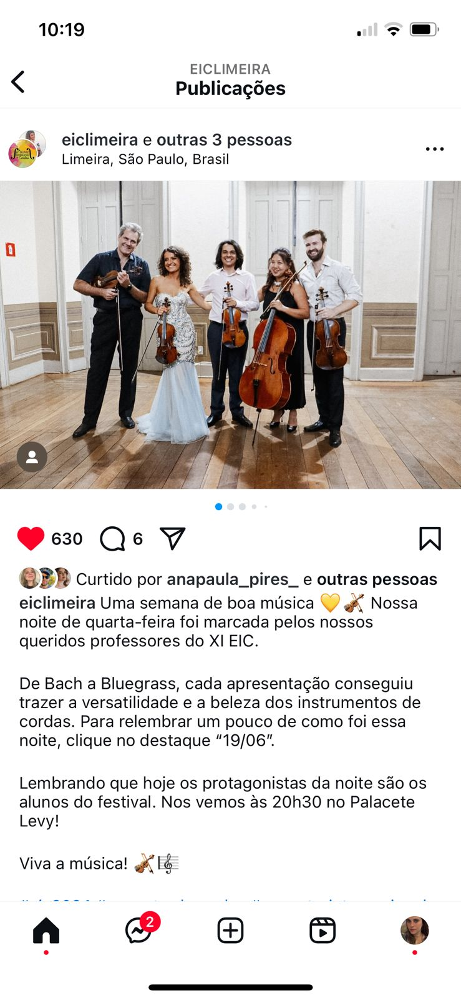 10:19
EICLIMEIRA
Publicações
eiclimeira e outras 3 pessoas
Limeira, São Paulo, Brasil
630
6
Curtido por anapaula_pires_ e outras pessoas
eiclimeira Uma semana de boa música 💛🎻 Nossa
noite de quarta-feira foi marcada pelos nossos
queridos professores do XI EIC.
De Bach a Bluegrass, cada apresentação conseguiu
trazer a versatilidade e a beleza dos instrumentos de
cordas. Para relembrar um pouco de como foi essa
noite, clique no destaque “19/06”.
Lembrando que hoje os protagonistas da noite são os
alunos do festival. Nos vemos às 20h30 no Palacete
Levy!
Viva a música! 🎻🎼
2